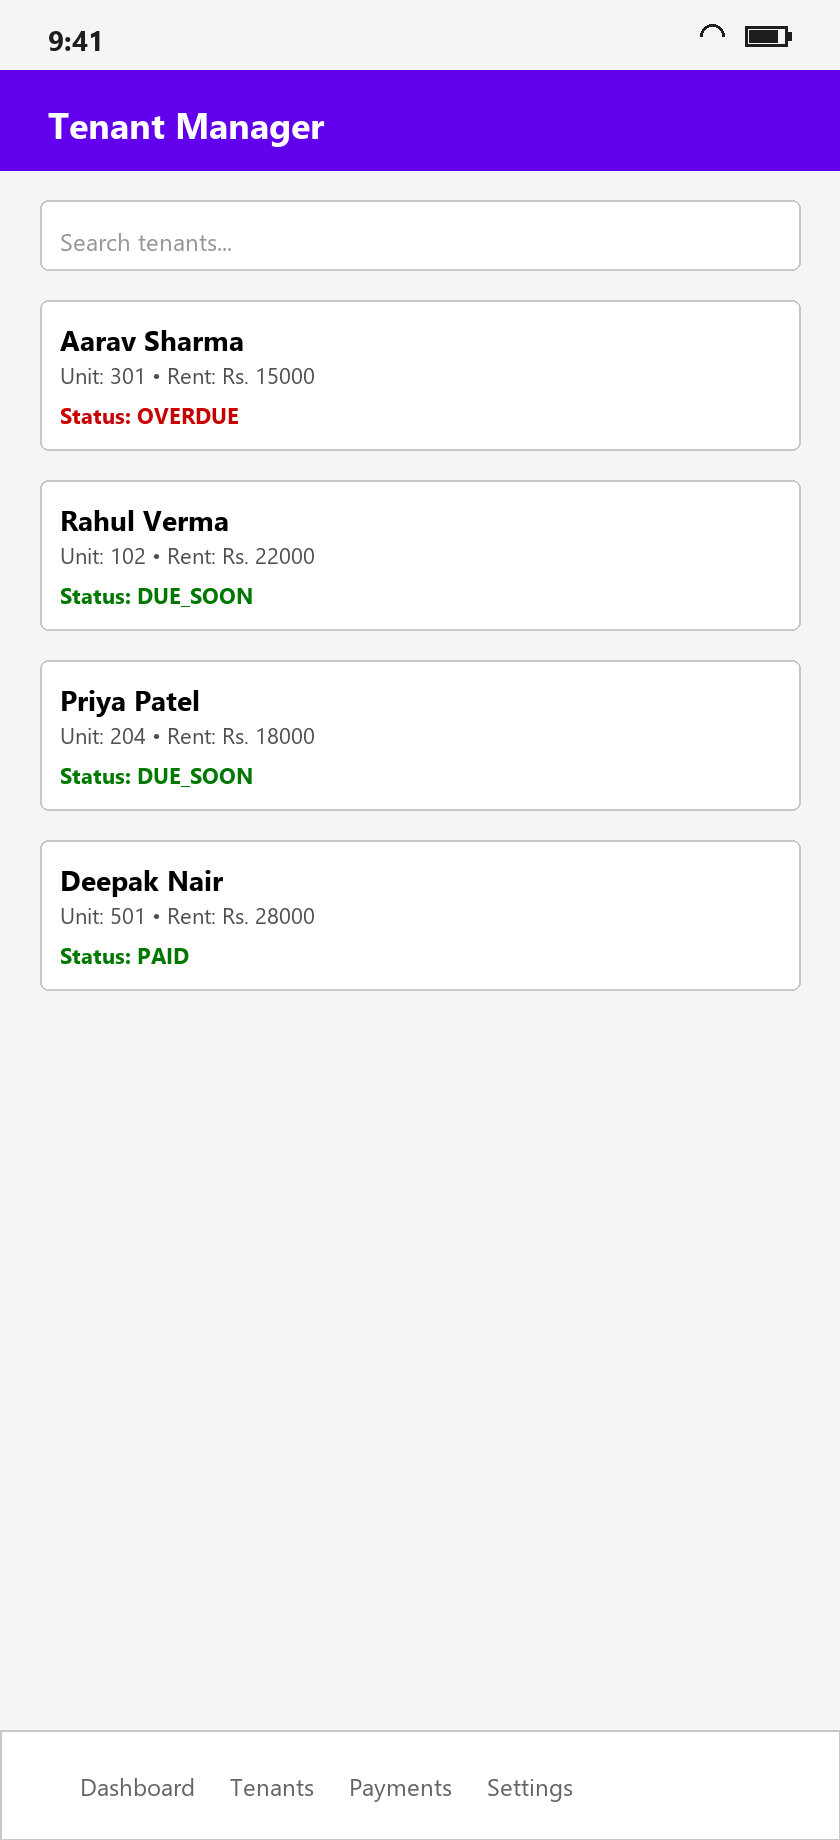 9:41
Tenant Manager
Search tenants...
Aarav Sharma
Unit: 301 • Rent: Rs. 15000
Status: OVERDUE
Rahul Verma
Unit: 102 • Rent: Rs. 22000
Status: DUE_SOON
Priya Patel
Unit: 204 • Rent: Rs. 18000
Status: DUE_SOON
Deepak Nair
Unit: 501 • Rent: Rs. 28000
Status: PAID
Dashboard Tenants Payments Settings